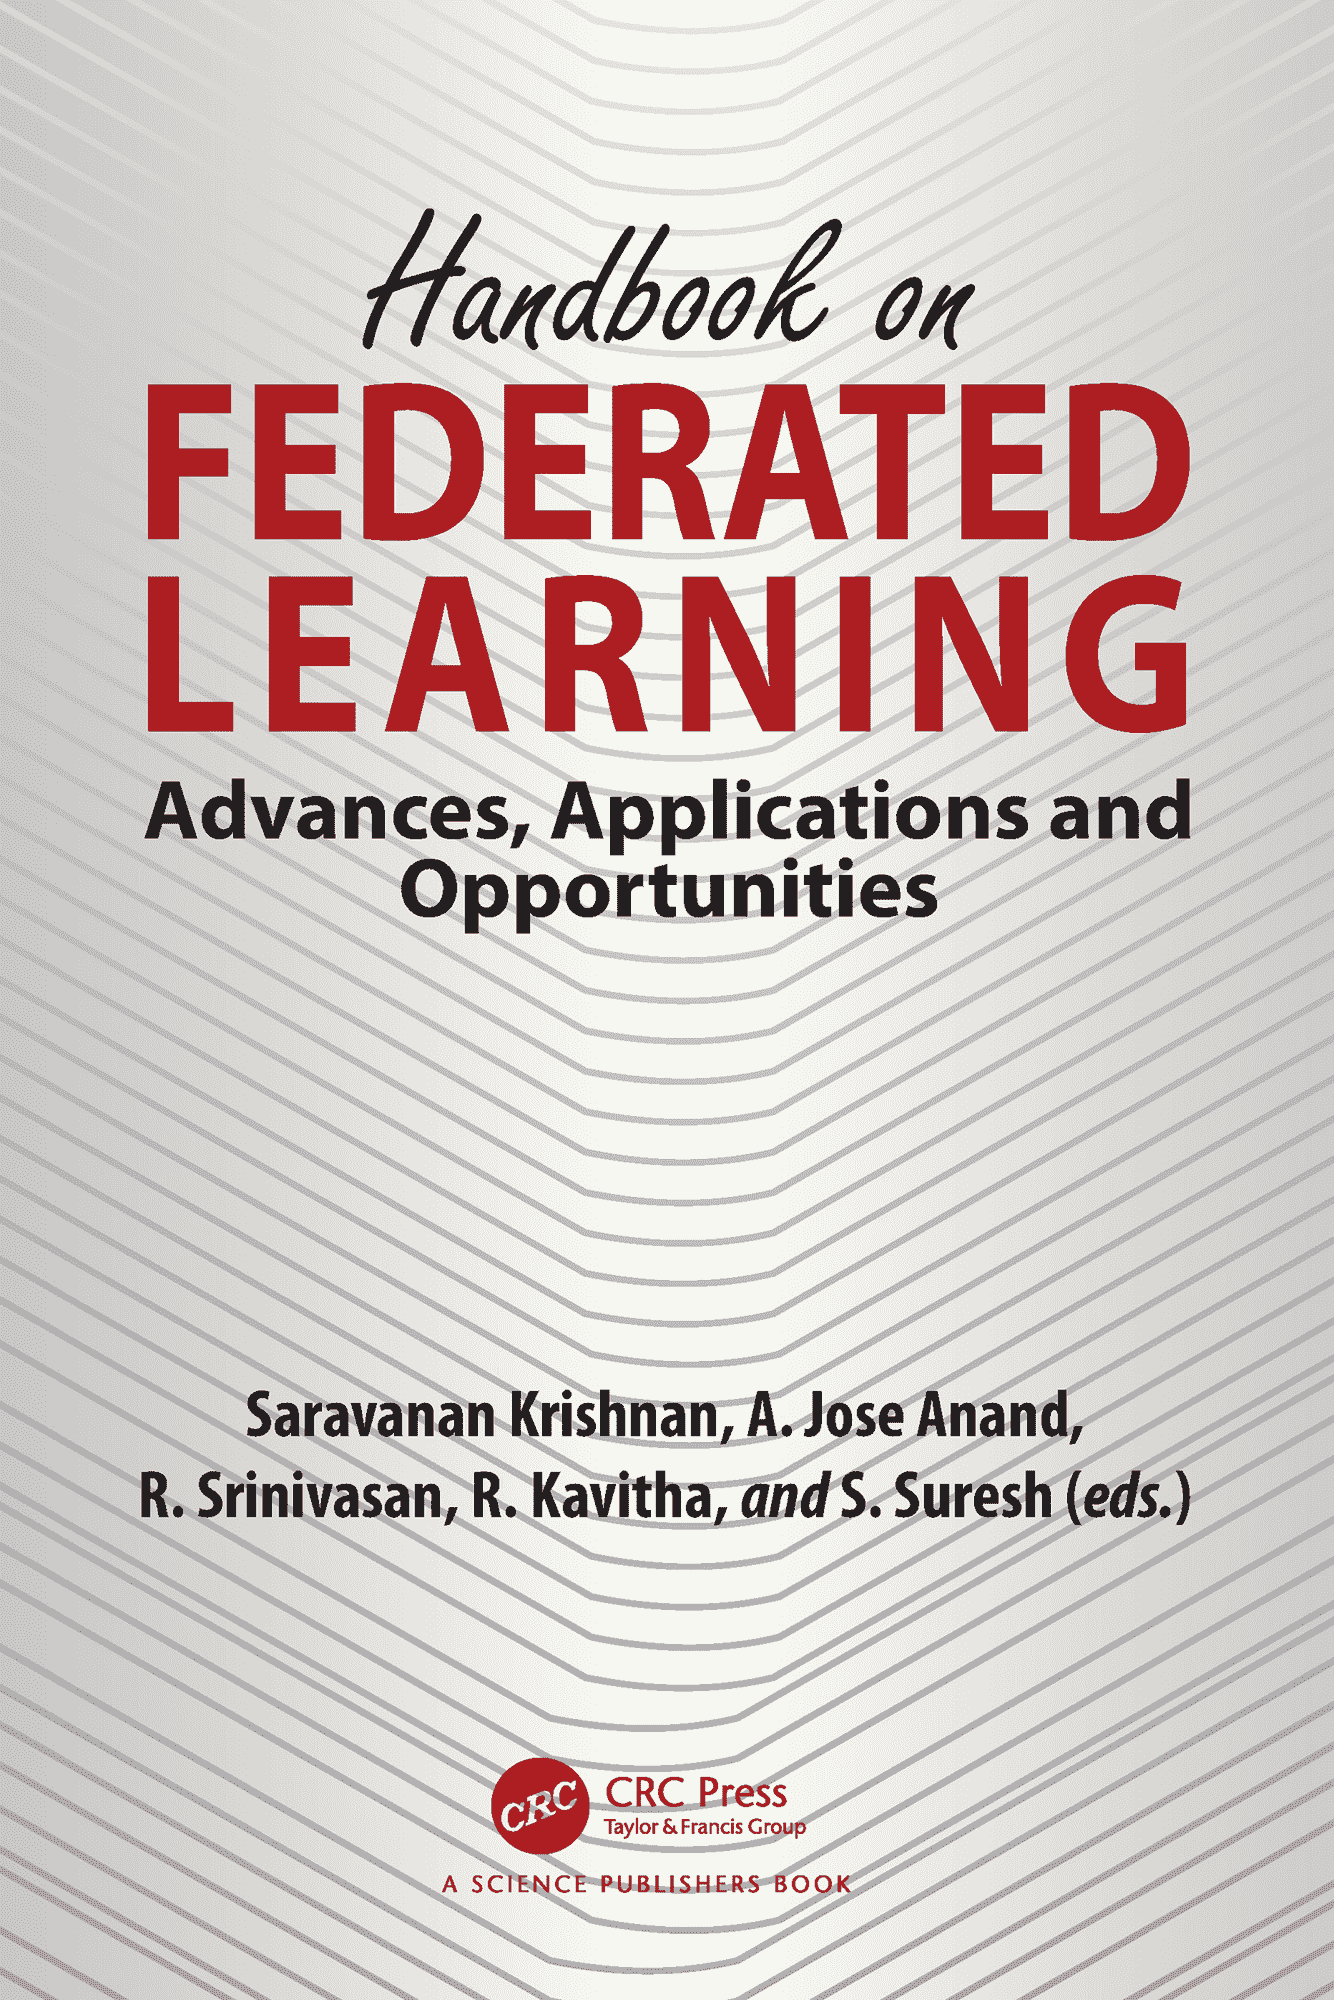 Handbook on
FEDERATED
LEARNING
Advances, Applications and
Opportunities
Saravanan Krishnan, A. Jose Anand,
R. Srinivasan, R. Kavitha, and S. Suresh (eds.)
CRC
CRC Press
Taylor & Francis Group
A SCIENCE PUBLISHERS BOOK